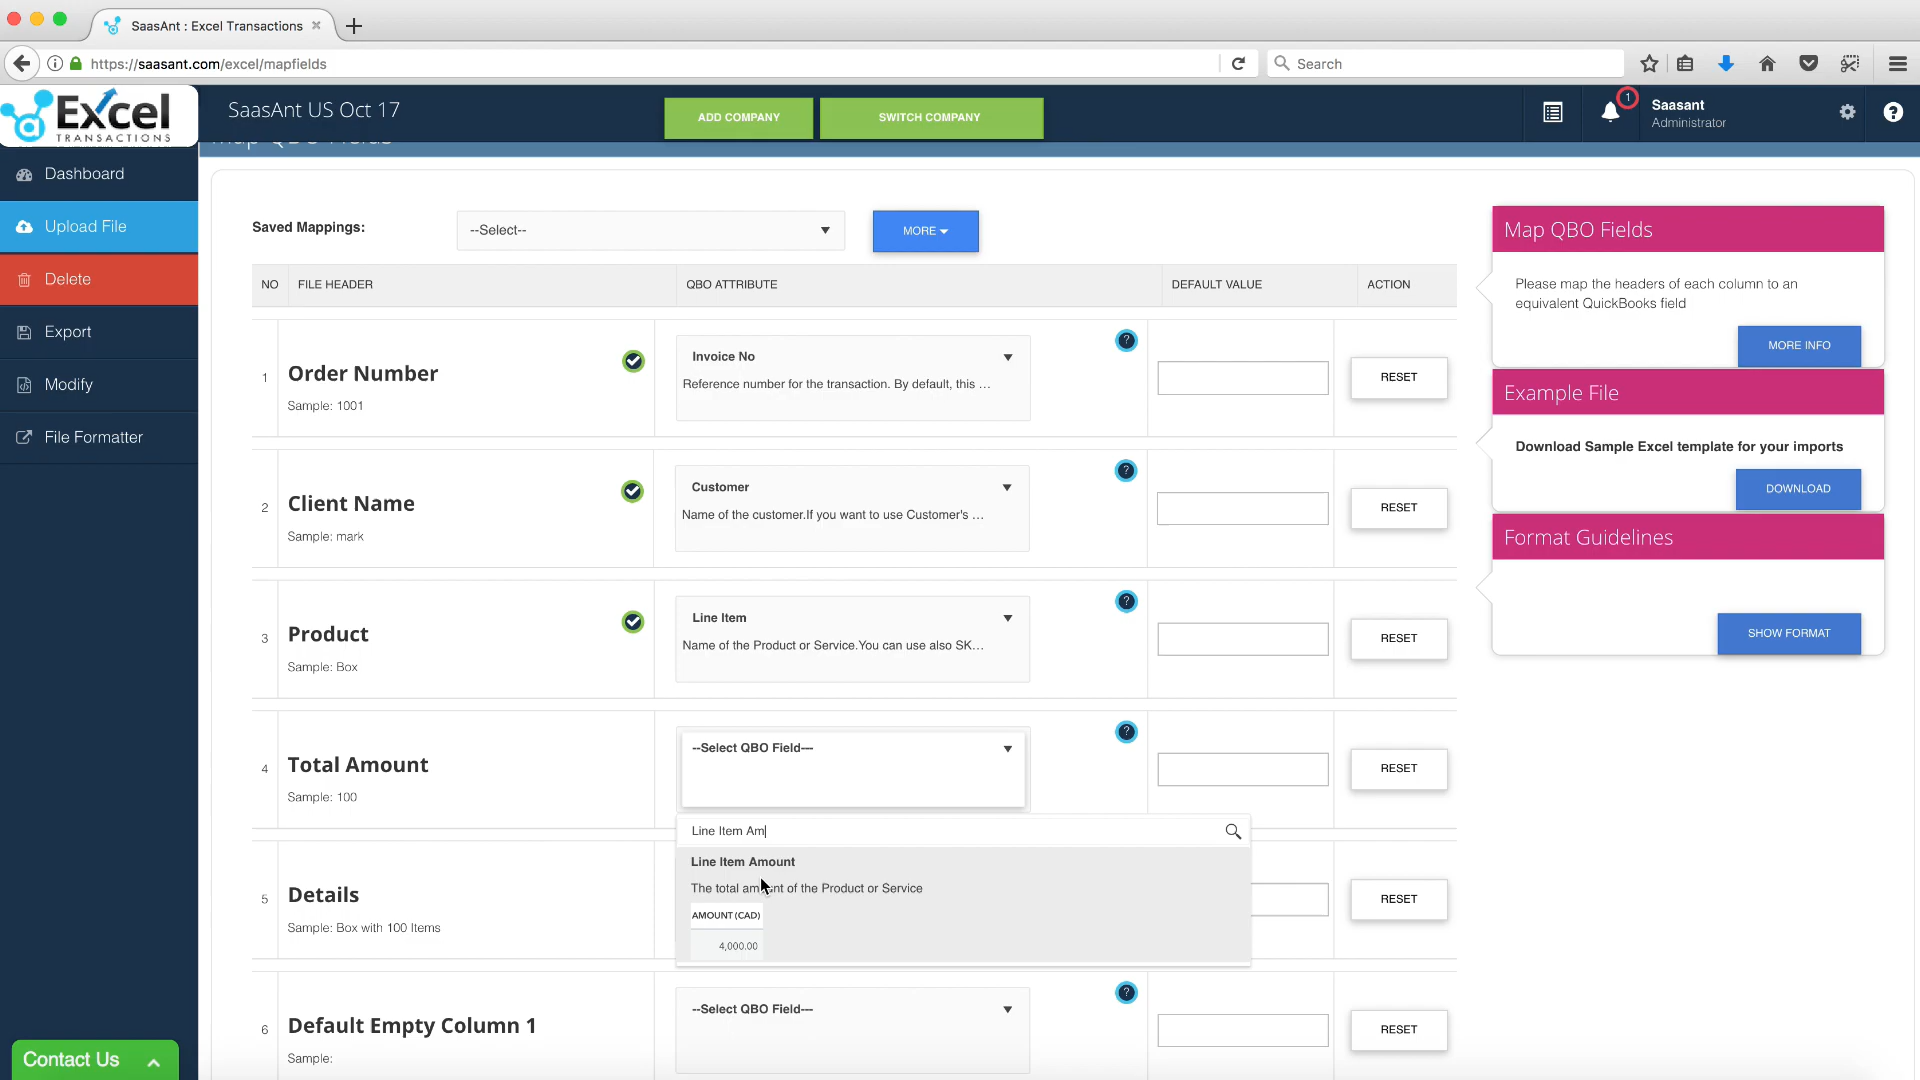 SaasAnt : Excel Transactions
https://saasant.com/excel/mapfields
Search
Excel
TRANSACTIONS
SaasAnt US Oct 17
ADD COMPANY
SWITCH COMPANY
1
Saasant
Administrator
?
Map QBO Fields
Dashboard
Upload File
Delete
Export
Modify
File Formatter
Saved Mappings:
--Select--
MORE
NO
FILE HEADER
QBO ATTRIBUTE
DEFAULT VALUE
ACTION
1
Order Number
Sample: 1001
Invoice No
Reference number for the transaction. By default, this ...
?
RESET
2
Client Name
Sample: mark
Customer
Name of the customer.If you want to use Customer's ...
?
RESET
3
Product
Sample: Box
Line Item
Name of the Product or Service.You can use also SK...
?
RESET
4
Total Amount
Sample: 100
--Select QBO Field---
?
RESET
Line Item Am
Line Item Amount
The total amount of the Product or Service
AMOUNT (CAD)
4,000.00
5
Details
Sample: Box with 100 Items
RESET
6
Default Empty Column 1
Sample:
--Select QBO Field---
?
RESET
Map QBO Fields
Please map the headers of each column to an
equivalent QuickBooks field
MORE INFO
Example File
Download Sample Excel template for your imports
DOWNLOAD
Format Guidelines
SHOW FORMAT
Contact Us